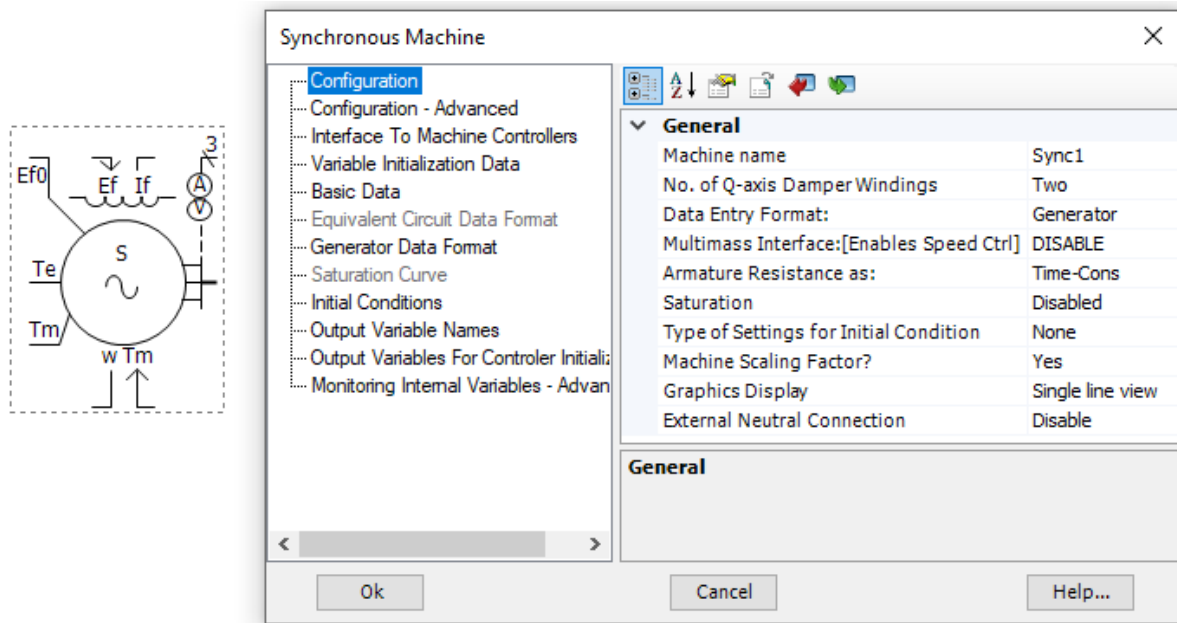 3
Ef0
Ef If
A
V
S
Te
Tm
w Tm
Synchronous Machine
Configuration
Configuration - Advanced
Interface To Machine Controllers
Variable Initialization Data
Basic Data
Equivalent Circuit Data Format
Generator Data Format
Saturation Curve
Initial Conditions
Output Variable Names
Output Variables For Controler Initiali
Monitoring Internal Variables - Advan
A
Z
General
Machine name Sync1
No. of Q-axis Damper Windings Two
Data Entry Format: Generator
Multimass Interface:[Enables Speed Ctrl] DISABLE
Armature Resistance as: Time-Cons
Saturation Disabled
Type of Settings for Initial Condition None
Machine Scaling Factor? Yes
Graphics Display Single line view
External Neutral Connection Disable
General
Ok Cancel Help...